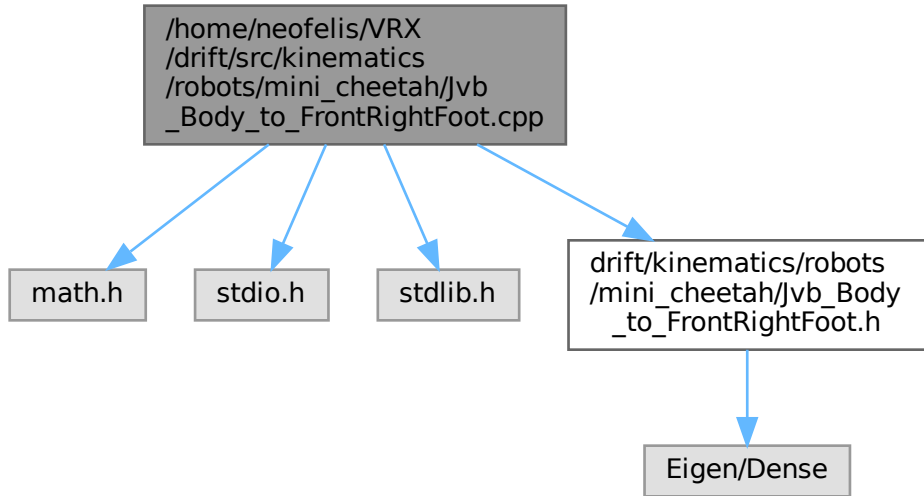 /home/neofelis/VRX
/drift/src/kinematics
/robots/mini_cheetah/Jvb
_Body_to_FrontRightFoot.cpp
math.h
stdio.h
stdlib.h
drift/kinematics/robots
/mini_cheetah/Jvb_Body
_to_FrontRightFoot.h
Eigen/Dense